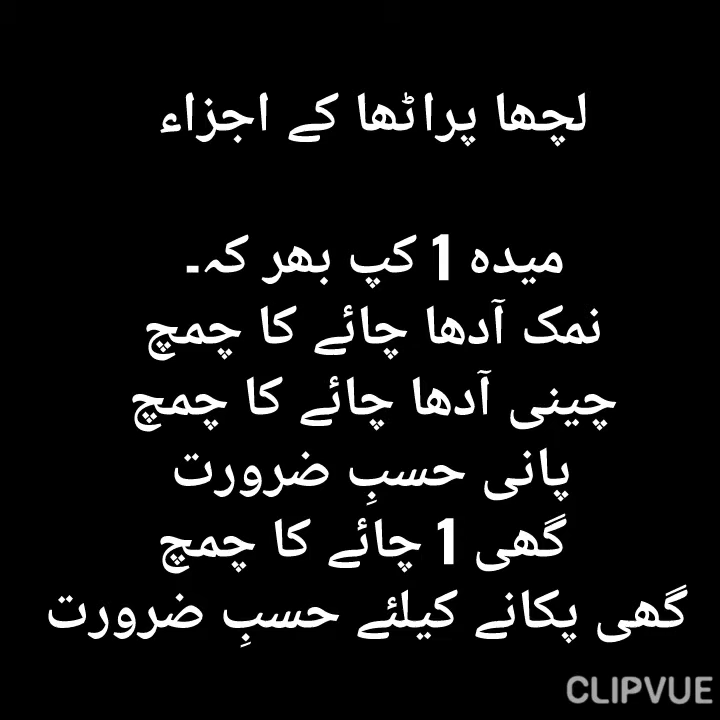 لچھا پراٹھا کے اجزاء
میدہ 1 کپ بھر کہ۔
نمک آدھا چائے کا چمچ
چینی آدھا چائے کا چمچ
پانی حسبِ ضرورت
گھی 1 چائے کا چمچ
گھی پکانے کیلئے حسبِ ضرورت
CLIPVUE